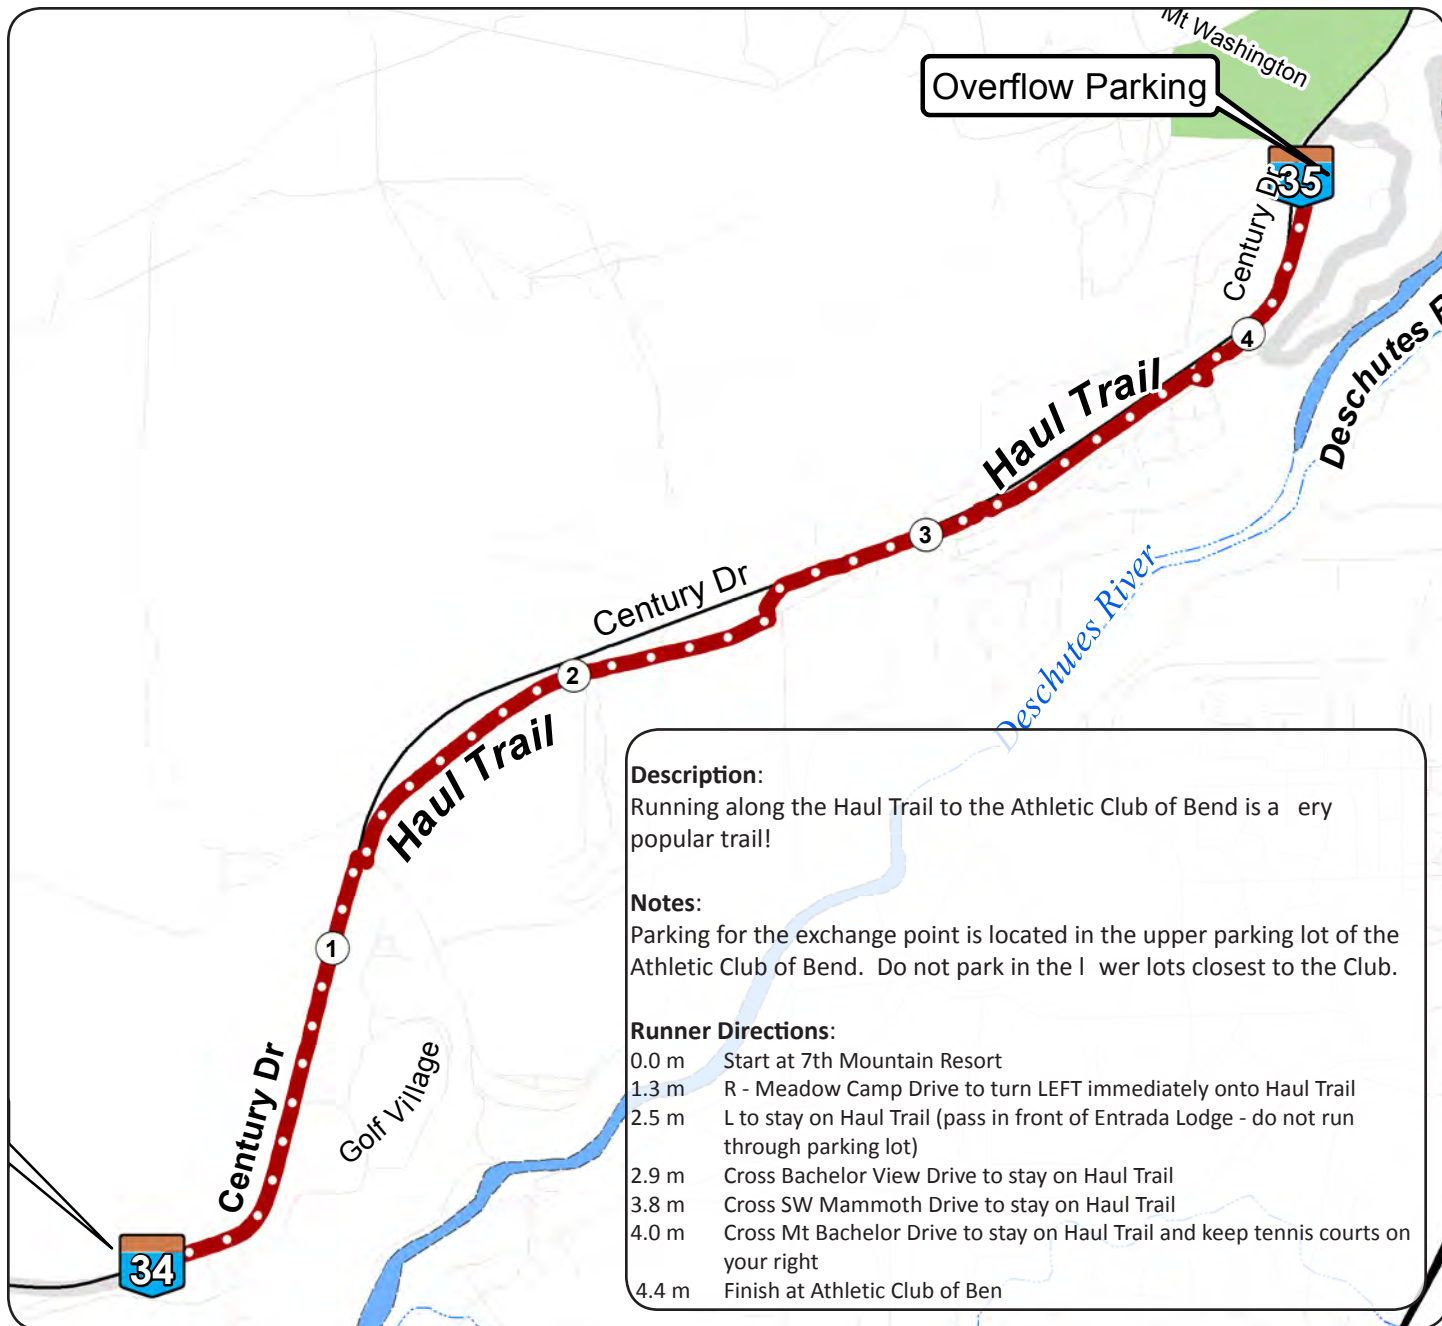 Mt Washington
Overflow Parking
35
Century Dr
4
Deschutes R
Haul Trail
3
Deschutes River
Century Dr
2
Haul Trail
1
Century Dr
Golf Village
34
Description:
Running along the Haul Trail to the Athletic Club of Bend is a   ery
popular trail!
Notes:
Parking for the exchange point is located in the upper parking lot of the
Athletic Club of Bend.  Do not park in the l  wer lots closest to the Club.
Runner Directions:
0.0 m Start at 7th Mountain Resort
1.3 m R - Meadow Camp Drive to turn LEFT immediately onto Haul Trail
2.5 m L to stay on Haul Trail (pass in front of Entrada Lodge - do not run
through parking lot)
2.9 m Cross Bachelor View Drive to stay on Haul Trail
3.8 m Cross SW Mammoth Drive to stay on Haul Trail
4.0 m Cross Mt Bachelor Drive to stay on Haul Trail and keep tennis courts on
your right
4.4 m Finish at Athletic Club of Ben